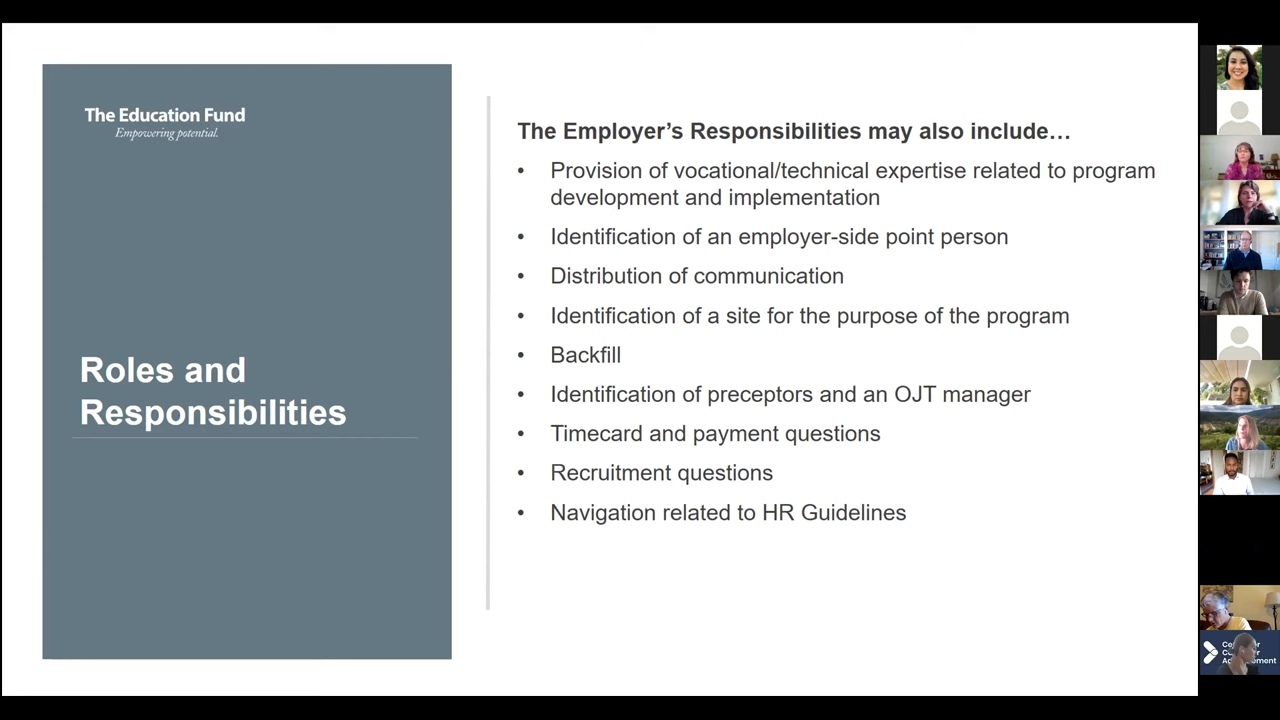 The Education Fund
Empowering potential.
Roles and
Responsibilities
The Employer's Responsibilities may also include…
• Provision of vocational/technical expertise related to program
development and implementation
• Identification of an employer-side point person
• Distribution of communication
• Identification of a site for the purpose of the program
• Backfill
• Identification of preceptors and an OJT manager
• Timecard and payment questions
• Recruitment questions
• Navigation related to HR Guidelines